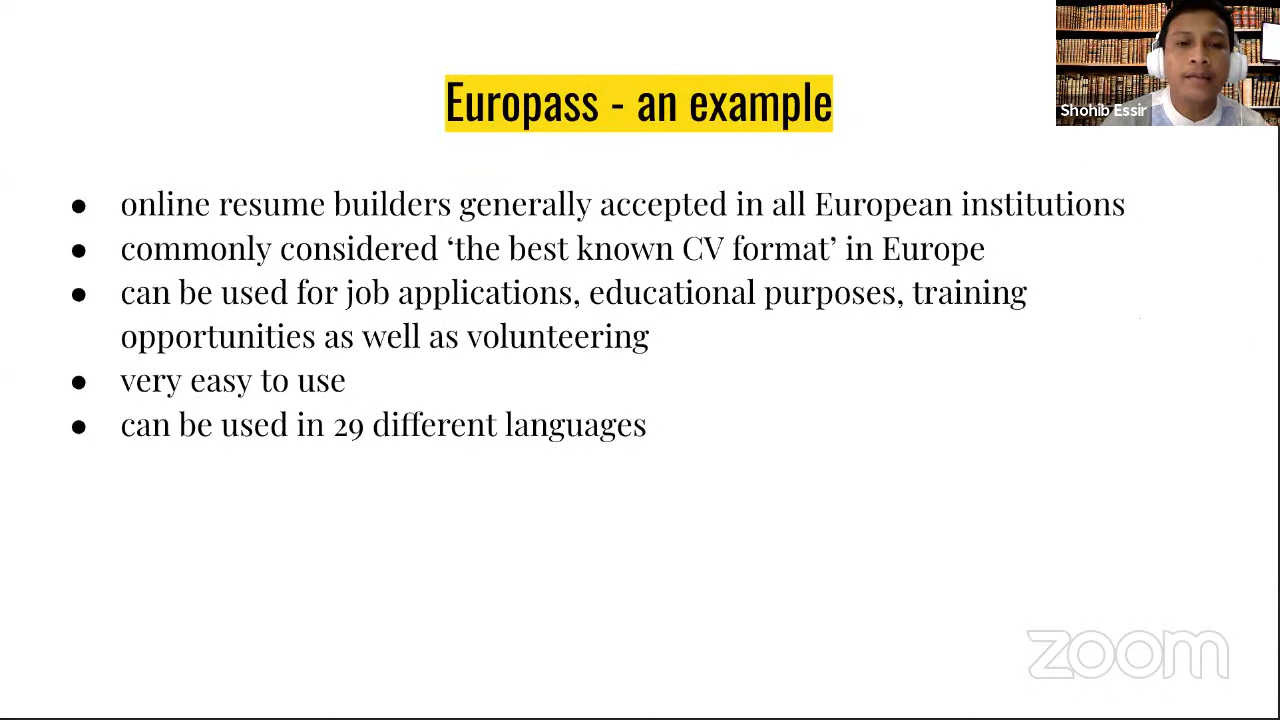 Europass - an example
Shohib Essir
● online resume builders generally accepted in all European institutions
● commonly considered ‘the best known CV format’ in Europe
● can be used for job applications, educational purposes, training
opportunities as well as volunteering
● very easy to use
● can be used in 29 different languages
zoom